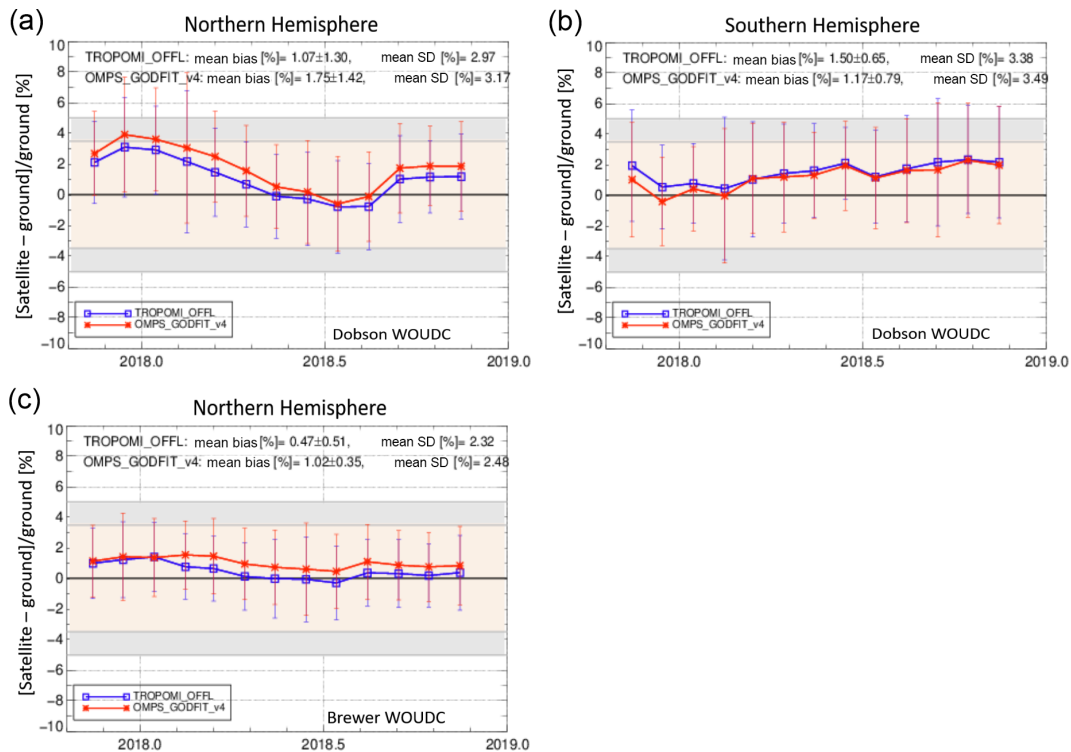 (a)
Northern Hemisphere
TROPOMI_OFFL: mean bias [%]= 1.07±1.30, mean SD [%]= 2.97
OMPS_GODFIT_v4: mean bias [%]= 1.75±1.42, mean SD [%]= 3.17
[Satellite – ground]/ground [%]
10
8
6
4
2
0
−2
−4
−6
−8
−10
TROPOMI_OFFL
OMPS_GODFIT_v4
Dobson WOUDC
2018.0 2018.5 2019.0
(b)
Southern Hemisphere
TROPOMI_OFFL: mean bias [%]= 1.50±0.65, mean SD [%]= 3.38
OMPS_GODFIT_v4: mean bias [%]= 1.17±0.79, mean SD [%]= 3.49
[Satellite – ground]/ground [%]
10
8
6
4
2
0
−2
−4
−6
−8
−10
TROPOMI_OFFL
OMPS_GODFIT_v4
Dobson WOUDC
2018.0 2018.5 2019.0
(c)
Northern Hemisphere
TROPOMI_OFFL: mean bias [%]= 0.47±0.51, mean SD [%]= 2.32
OMPS_GODFIT_v4: mean bias [%]= 1.02±0.35, mean SD [%]= 2.48
[Satellite – ground]/ground [%]
10
8
6
4
2
0
−2
−4
−6
−8
−10
TROPOMI_OFFL
OMPS_GODFIT_v4
Brewer WOUDC
2018.0 2018.5 2019.0